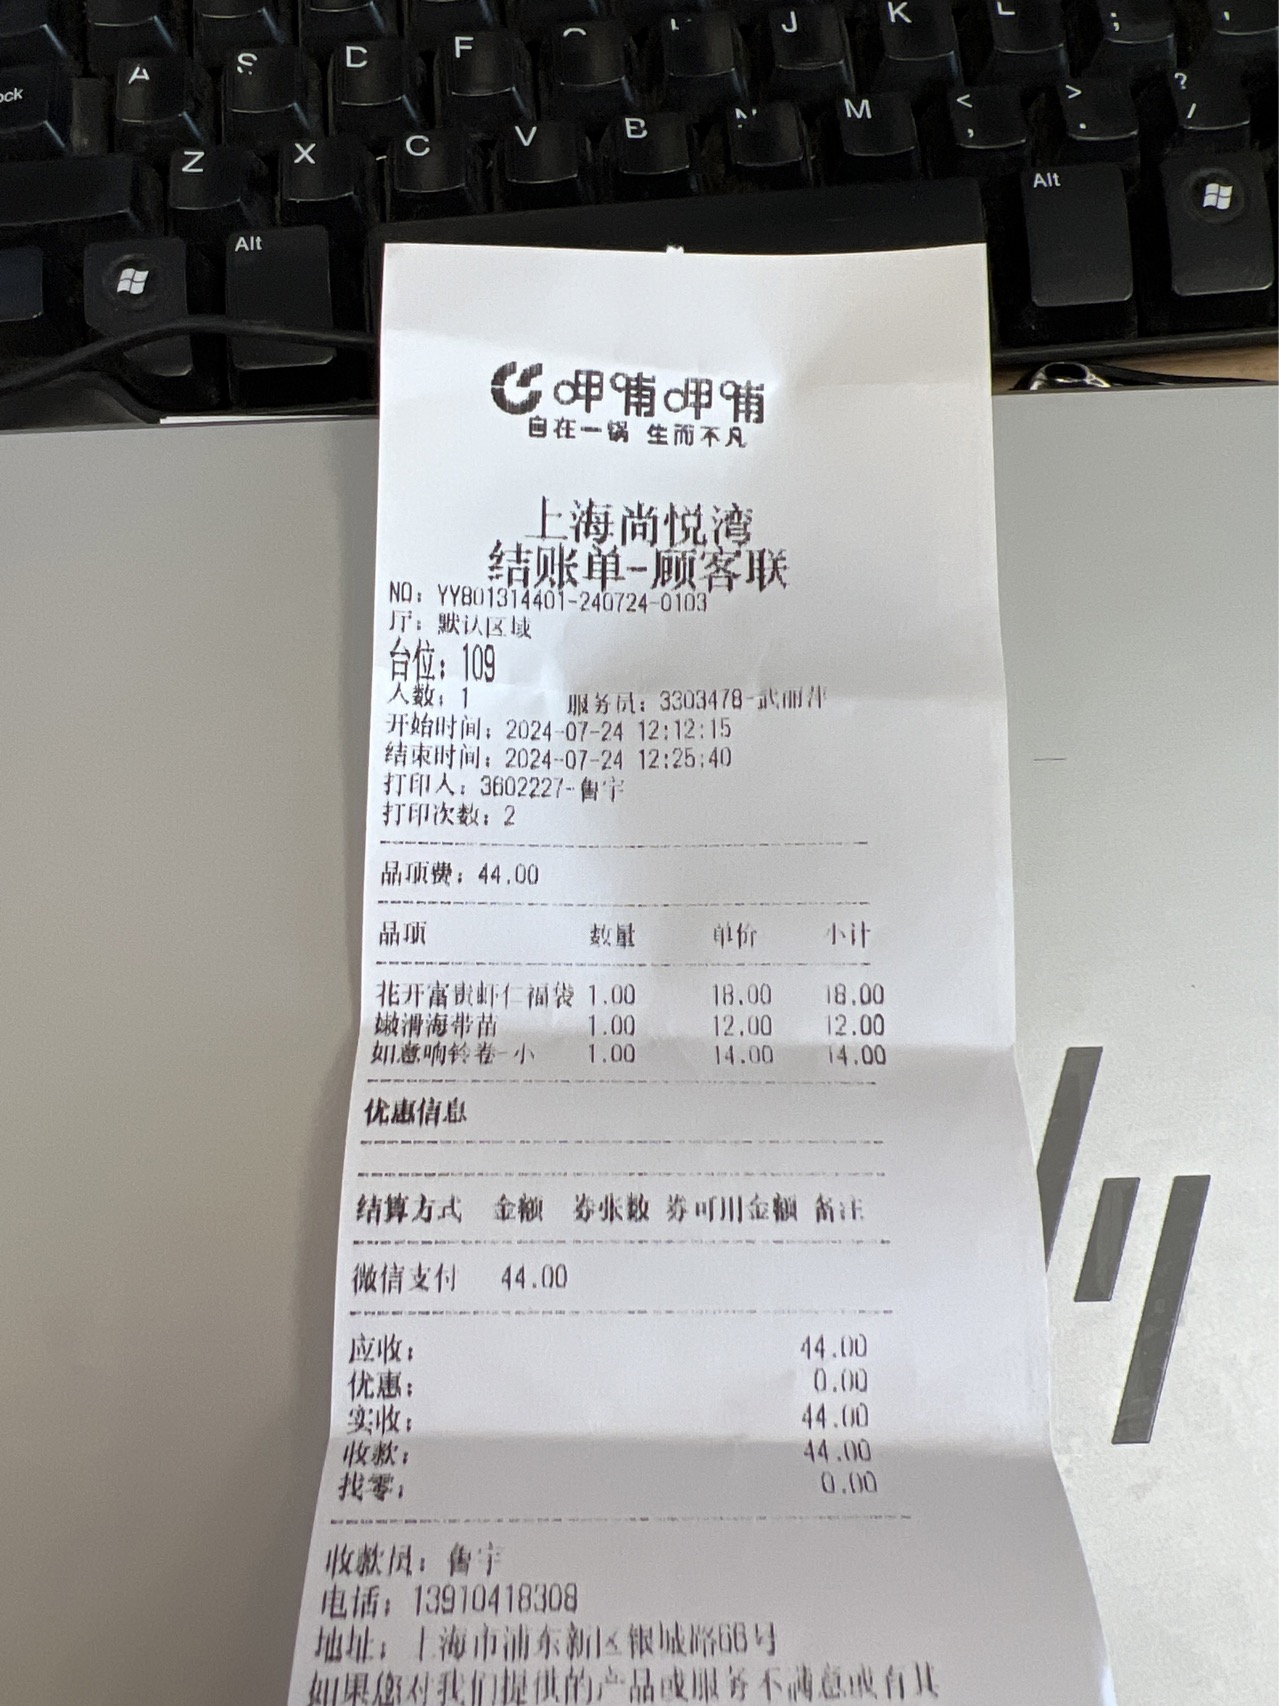 A S D F J K L ;
ock Z X C V B N M < , > . ? /
Alt Alt
呷哺呷哺
自在一锅 生而不凡
上海尚悦湾
结账单-顾客联
NO: YY801314401-240724-0103
厅: 默认区域
台位: 109
人数: 1 服务员: 3303478-武丽萍
开始时间: 2024-07-24 12:12:15
结束时间: 2024-07-24 12:25:40
打印人: 3602227-鲁宇
打印次数: 2
品项费: 44.00
品项 数量 单价 小计
花开富贵虾仁福袋 1.00 18.00 18.00
嫩滑海带苗 1.00 12.00 12.00
如意响铃卷-小 1.00 14.00 14.00
优惠信息
结算方式 金额 券张数 券可用金额 备注
微信支付 44.00
应收: 44.00
优惠: 0.00
实收: 44.00
收款: 44.00
找零: 0.00
收款员: 鲁宇
电话: 13910418308
地址: 上海市浦东新区银城路66号
如果您对我们提供的产品或服务不满意或有其